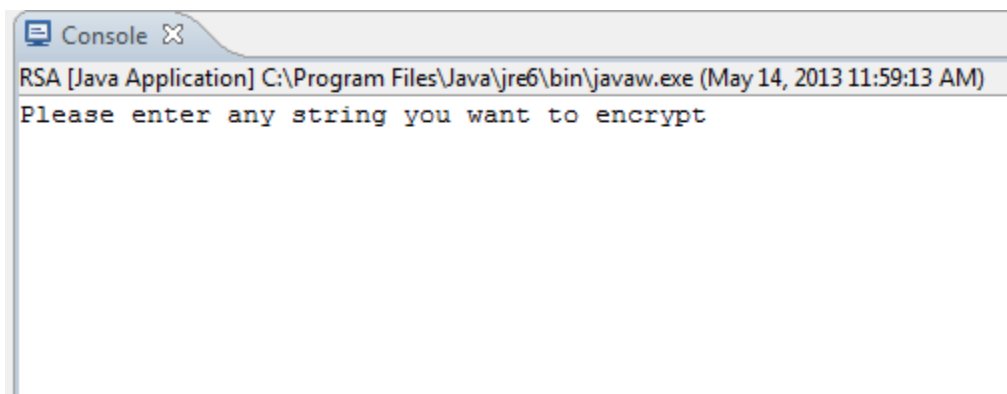 Console
RSA [Java Application] C:\Program Files\Java\jre6\bin\javaw.exe (May 14, 2013 11:59:13 AM)
Please enter any string you want to encrypt